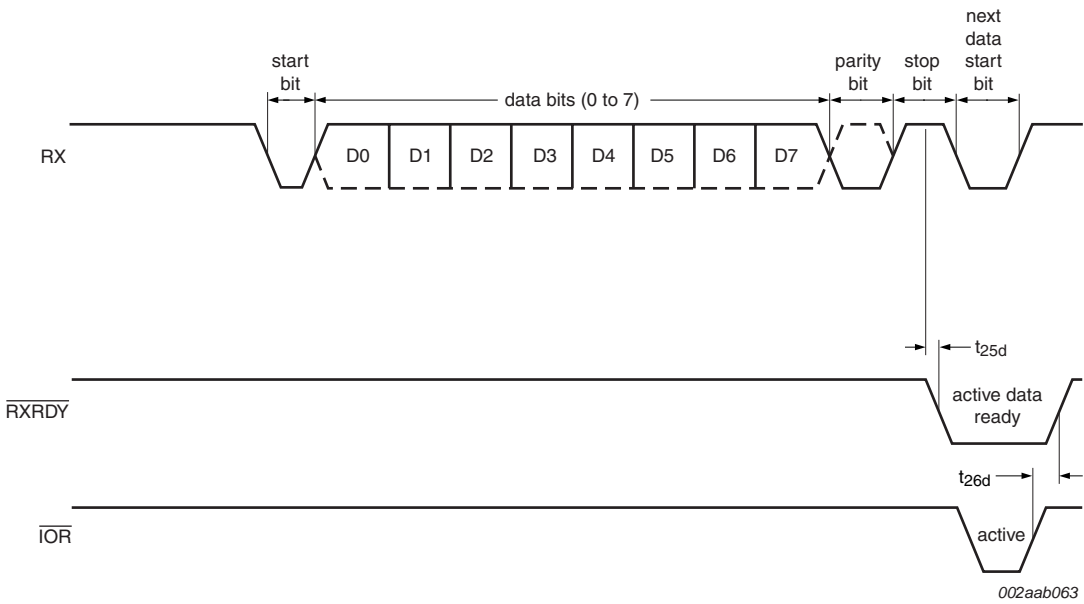 next
data
start
bit
start
bit
parity
bit
stop
bit
data bits (0 to 7)
RX
D0 D1 D2 D3 D4 D5 D6 D7
t25d
RXRDY
active data
ready
t26d
IOR
active
002aab063